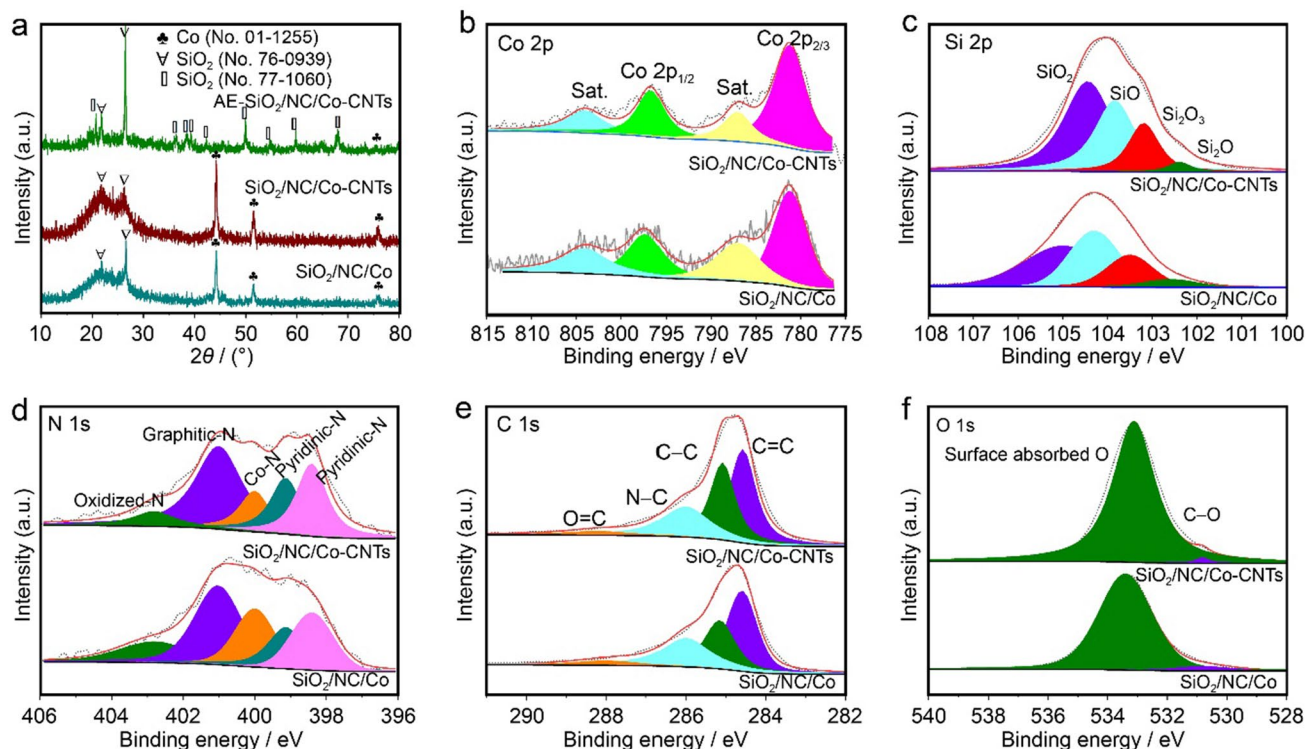 a
♣ Co (No. 01-1255)
∀ SiO₂ (No. 76-0939)
▯ SiO₂ (No. 77-1060)
AE-SiO₂/NC/Co-CNTs
SiO₂/NC/Co-CNTs
SiO₂/NC/Co
Intensity (a.u.)
10 20 30 40 50 60 70 80
2θ / (°)
b
Co 2p
Co 2p₂/₃
Co 2p₁/₂
Sat.
Sat.
SiO₂/NC/Co-CNTs
SiO₂/NC/Co
Intensity (a.u.)
815 805 795 785 775
Binding energy / eV
c
Si 2p
SiO₂
SiO
Si₂O₃
Si₂O
SiO₂/NC/Co-CNTs
SiO₂/NC/Co
Intensity (a.u.)
108 107 106 105 104 103 102 101 100
Binding energy / eV
d
N 1s
Graphitic-N
Oxidized-N
Co-N
Pyridinic-N
Pyridinic-N
SiO₂/NC/Co-CNTs
SiO₂/NC/Co
Intensity (a.u.)
406 404 402 400 398 396
Binding energy / eV
e
C 1s
C–C
C=C
N–C
O=C
SiO₂/NC/Co-CNTs
SiO₂/NC/Co
Intensity (a.u.)
290 288 286 284 282
Binding energy / eV
f
O 1s
Surface absorbed O
C–O
SiO₂/NC/Co-CNTs
SiO₂/NC/Co
Intensity (a.u.)
540 538 536 534 532 530 528
Binding energy / eV